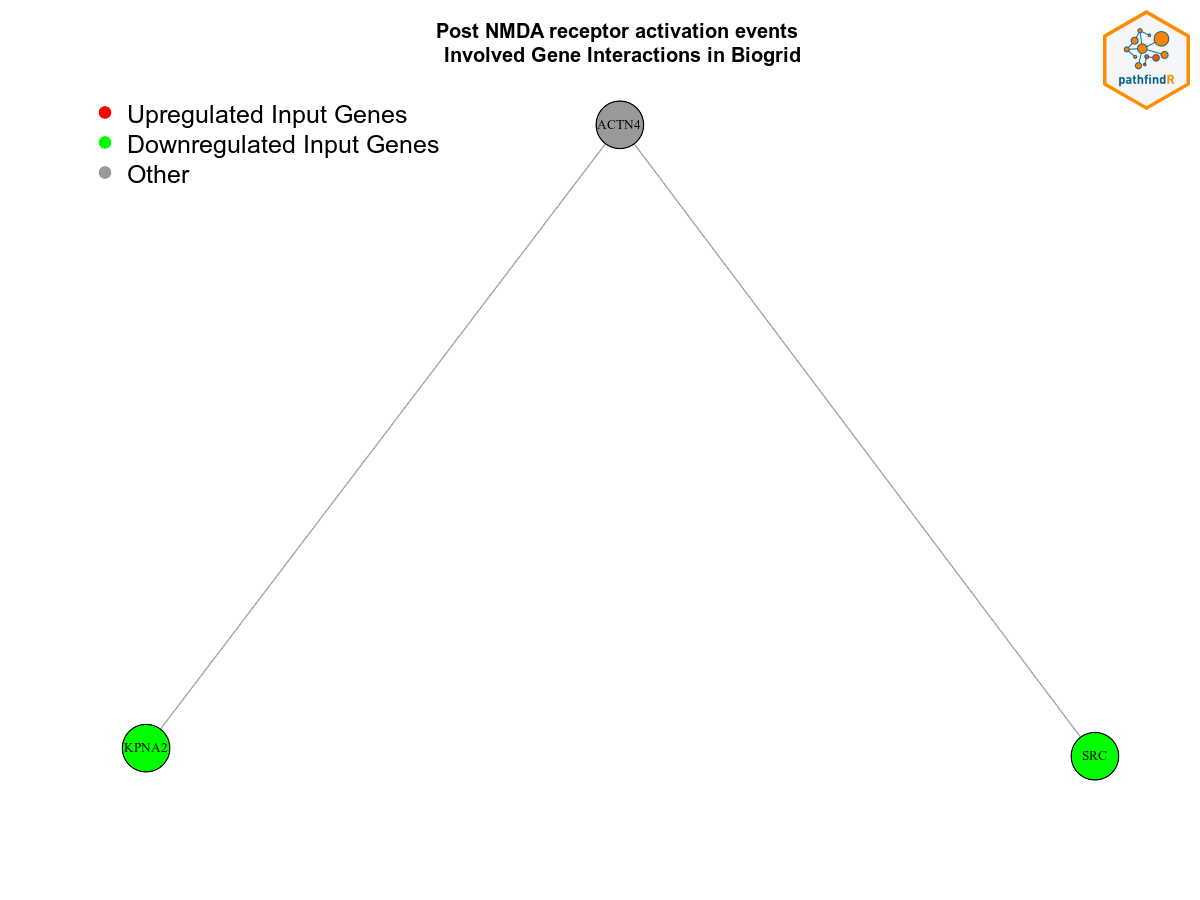 Post NMDA receptor activation events
Involved Gene Interactions in Biogrid
pathfindR
Upregulated Input Genes
Downregulated Input Genes
Other
ACTN4
KPNA2
SRC